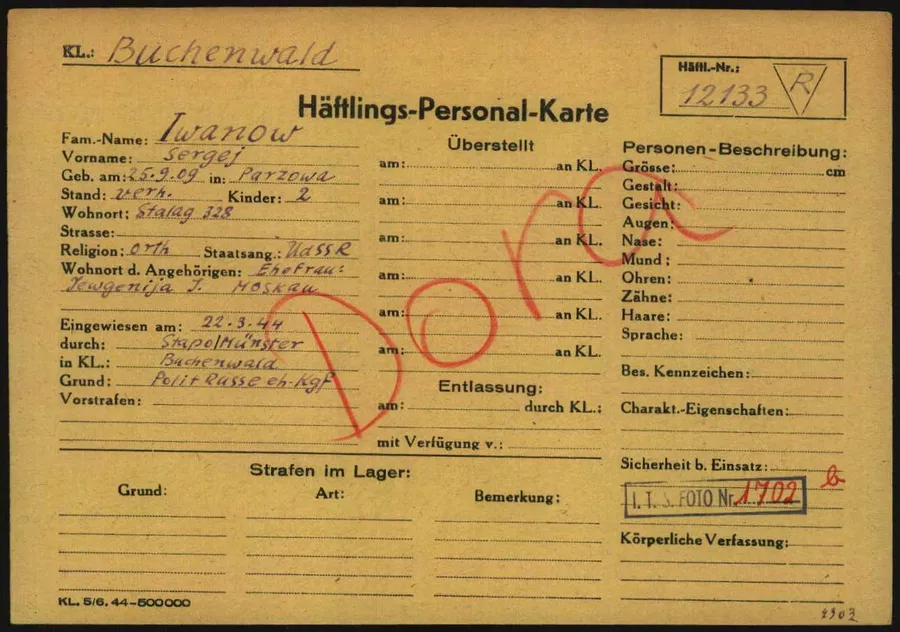 KL.: Buchenwald
Häftl.-Nr.:
12133 R
Häftlings-Personal-Karte
Fam.-Name: Iwanow
Vorname: Sergej
Geb. am: 25.9.09 in: Parzowa
Stand: verh. Kinder: 2
Wohnort: Stalag 328
Strasse:
Religion: orth Staatsang.: UdSSR
Wohnort d. Angehörigen: Ehefrau:
Jewgenija J. Moskau
Eingewiesen am: 22.3.44
durch: Stapo/Münster
in KL.: Buchenwald
Grund: Polit Russe eh. Kgf
Vorstrafen:
Überstellt
am: an KL.
am: an KL.
am: an KL.
am: an KL.
am: an KL.
am: an KL.
Dora
Entlassung:
am: durch KL.:
mit Verfügung v.:
Personen-Beschreibung:
Grösse: cm
Gestalt:
Gesicht:
Augen:
Nase:
Mund:
Ohren:
Zähne:
Haare:
Sprache:
Bes. Kennzeichen:
Charakt.-Eigenschaften:
Sicherheit b. Einsatz:
b
I. T. S. FOTO Nr. 1702
Körperliche Verfassung:
Strafen im Lager:
Grund: Art: Bemerkung:
KL. 5/6. 44-500000